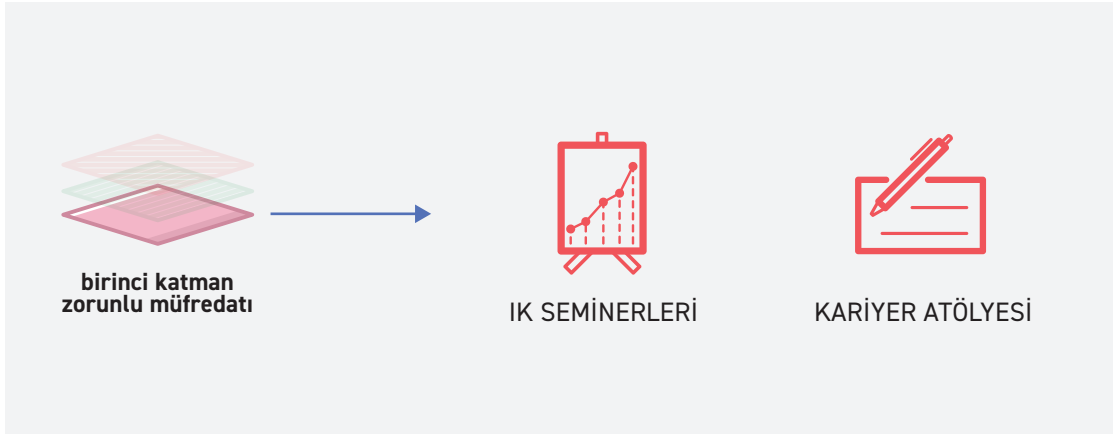 birinci katman
zorunlu müfredatı
IK SEMİNERLERİ
KARİYER ATÖLYESİ